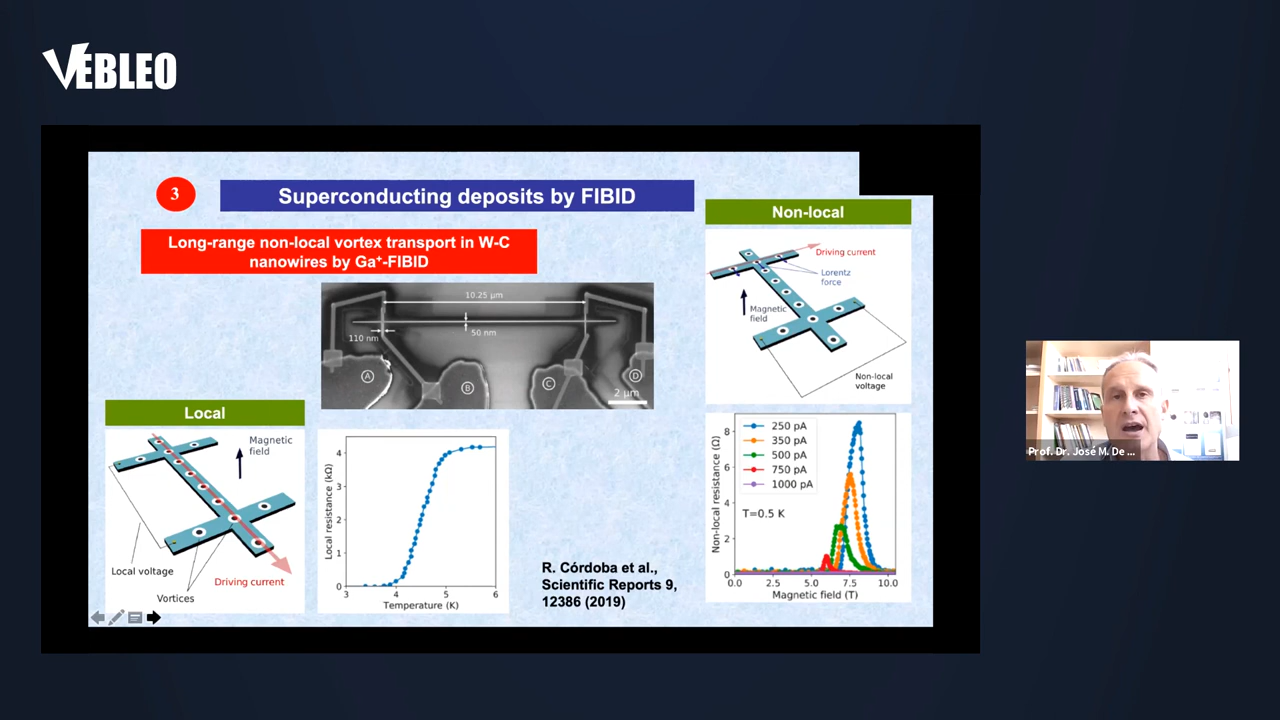 VEBLEO
3
Superconducting deposits by FIBID
Long-range non-local vortex transport in W-C
nanowires by Ga⁺-FIBID
10.25 μm
50 nm
110 nm
A
B
C
D
2 μm
Local
Magnetic
field
Local voltage
Driving current
Vortices
Local resistance (kΩ)
4
3
2
1
0
3
4
5
6
Temperature (K)
R. Córdoba et al.,
Scientific Reports 9,
12386 (2019)
Non-local
Driving current
Lorentz
force
Magnetic
field
Non-local
voltage
Non-local resistance (Ω)
8
6
4
2
0
250 pA
350 pA
500 pA
750 pA
1000 pA
T=0.5 K
0.0
2.5
5.0
7.5
10.0
Magnetic field (T)
Prof. Dr. José M. De ...